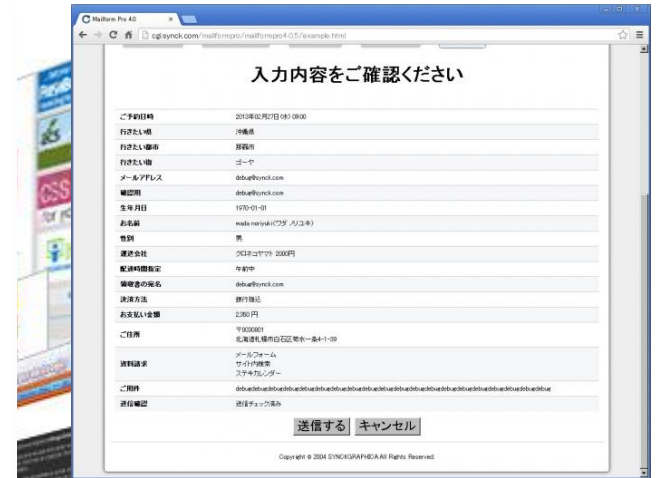 Mailform Pro 4.0
cgi.synck.com/mailformpro/mailformpro4.0.5/example.html
入力内容をご確認ください
ご予約日時 2013年02月27日(水) 09:00
行きたい県 沖縄県
行きたい都市 那覇市
行きたい街 ゴーヤ
メールアドレス debug@synck.com
確認用 debug@synck.com
生年月日 1970-01-01
お名前 wada noriyuki(ワダ ノリユキ)
性別 男
運送会社 クロネコヤマト 2000円
配達時間指定 午前中
領収書の宛名 debug@synck.com
決済方法 銀行振込
お支払い金額 2,350 円
ご住所 〒0030001
北海道札幌市白石区菊水一条4-1-39
資料請求 メールフォーム
サイト内検索
ステキカレンダー
ご用件
送信確認 送信チェック済み
送信する キャンセル
Copyright © 2004 SYNCKGRAPHICA All Rights Reserved.
CSS